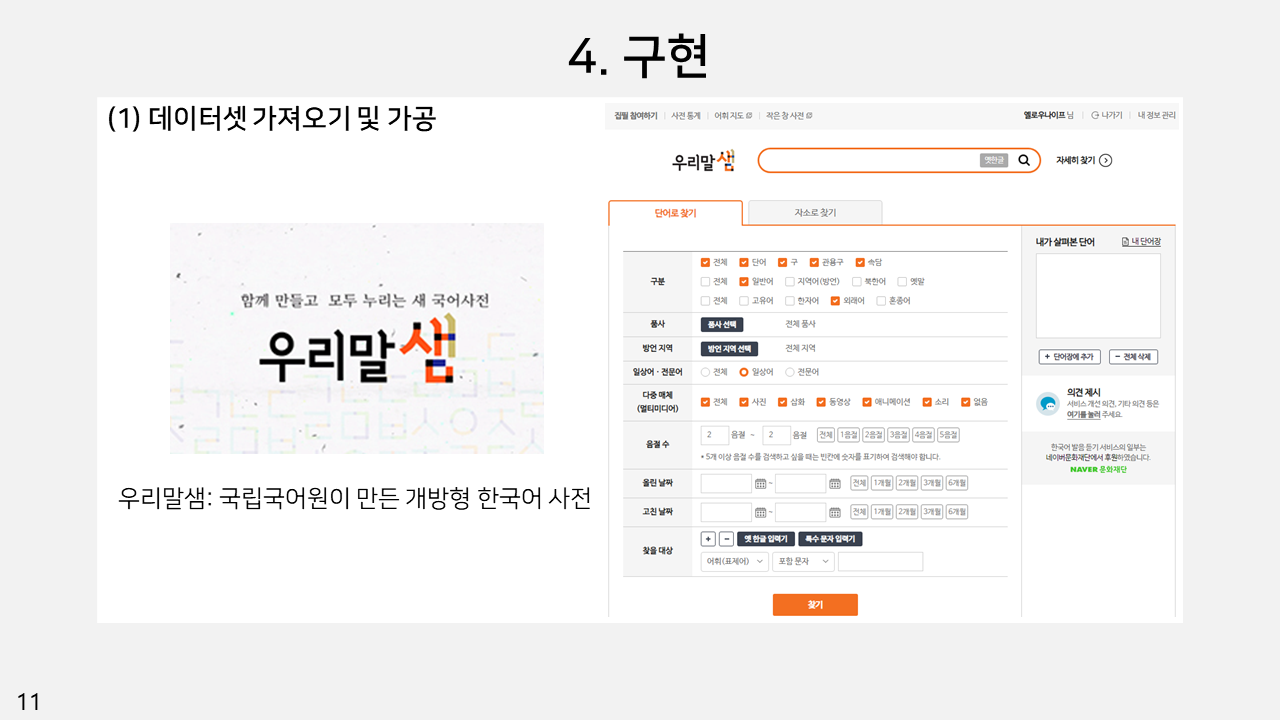 4. 구현
(1) 데이터셋 가져오기 및 가공
함께 만들고 모두 누리는 새 국어사전
우리말샘
우리말샘: 국립국어원이 만든 개방형 한국어 사전
집필 참여하기 사전 통계 어휘 지도 작은 창 사전
옐로우나이프 님 나가기 내 정보 관리
우리말샘 옛한글 자세히 찾기
단어로 찾기 자소로 찾기
구분
전체 단어 구 관용구 속담
전체 일반어 지역어(방언) 북한어 옛말
전체 고유어 한자어 외래어 혼종어
품사 품사 선택 전체 품사
방언 지역 방언 지역 선택 전체 지역
일상어·전문어 전체 일상어 전문어
다중 매체
(멀티미디어)
전체 사진 삽화 동영상 애니메이션 소리 없음
음절 수
2 음절 ~ 2 음절 전체 1음절 2음절 3음절 4음절 5음절
* 5개 이상 음절 수를 검색하고 싶을 때는 빈칸에 숫자를 표기하여 검색해야 합니다.
올린 날짜 ~ 전체 1개월 2개월 3개월 6개월
고친 날짜 ~ 전체 1개월 2개월 3개월 6개월
찾을 대상
+ − 옛 한글 입력기 특수 문자 입력기
어휘(표제어) 포함 문자
찾기
내가 살펴본 단어 내 단어장
+ 단어장에 추가 − 전체 삭제
의견 제시
서비스 개선 의견, 기타 의견 등은
여기를 눌러 주세요.
한국어 발음 듣기 서비스의 일부는
네이버문화재단에서 후원하였습니다.
NAVER 문화재단
11